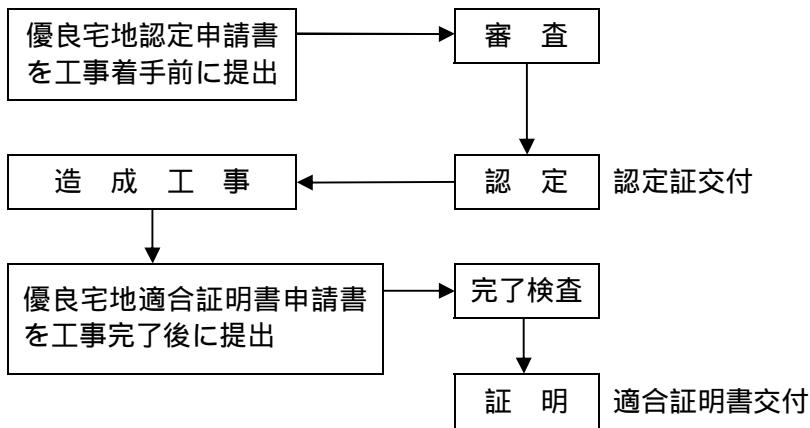 優良宅地認定申請書
を工事着手前に提出
審　査
造　成　工　事
認　定
認定証交付
優良宅地適合証明書申請書
を工事完了後に提出
完了検査
証　明
適合証明書交付